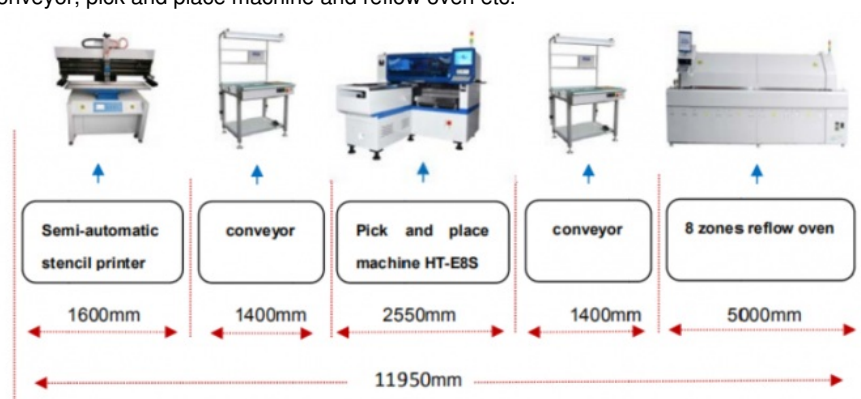 onveyor, pick and place machine and reflow oven etc.
Semi-automatic
stencil printer
conveyor
Pick and place
machine HT-E8S
conveyor
8 zones reflow oven
1600mm
1400mm
2550mm
1400mm
5000mm
11950mm